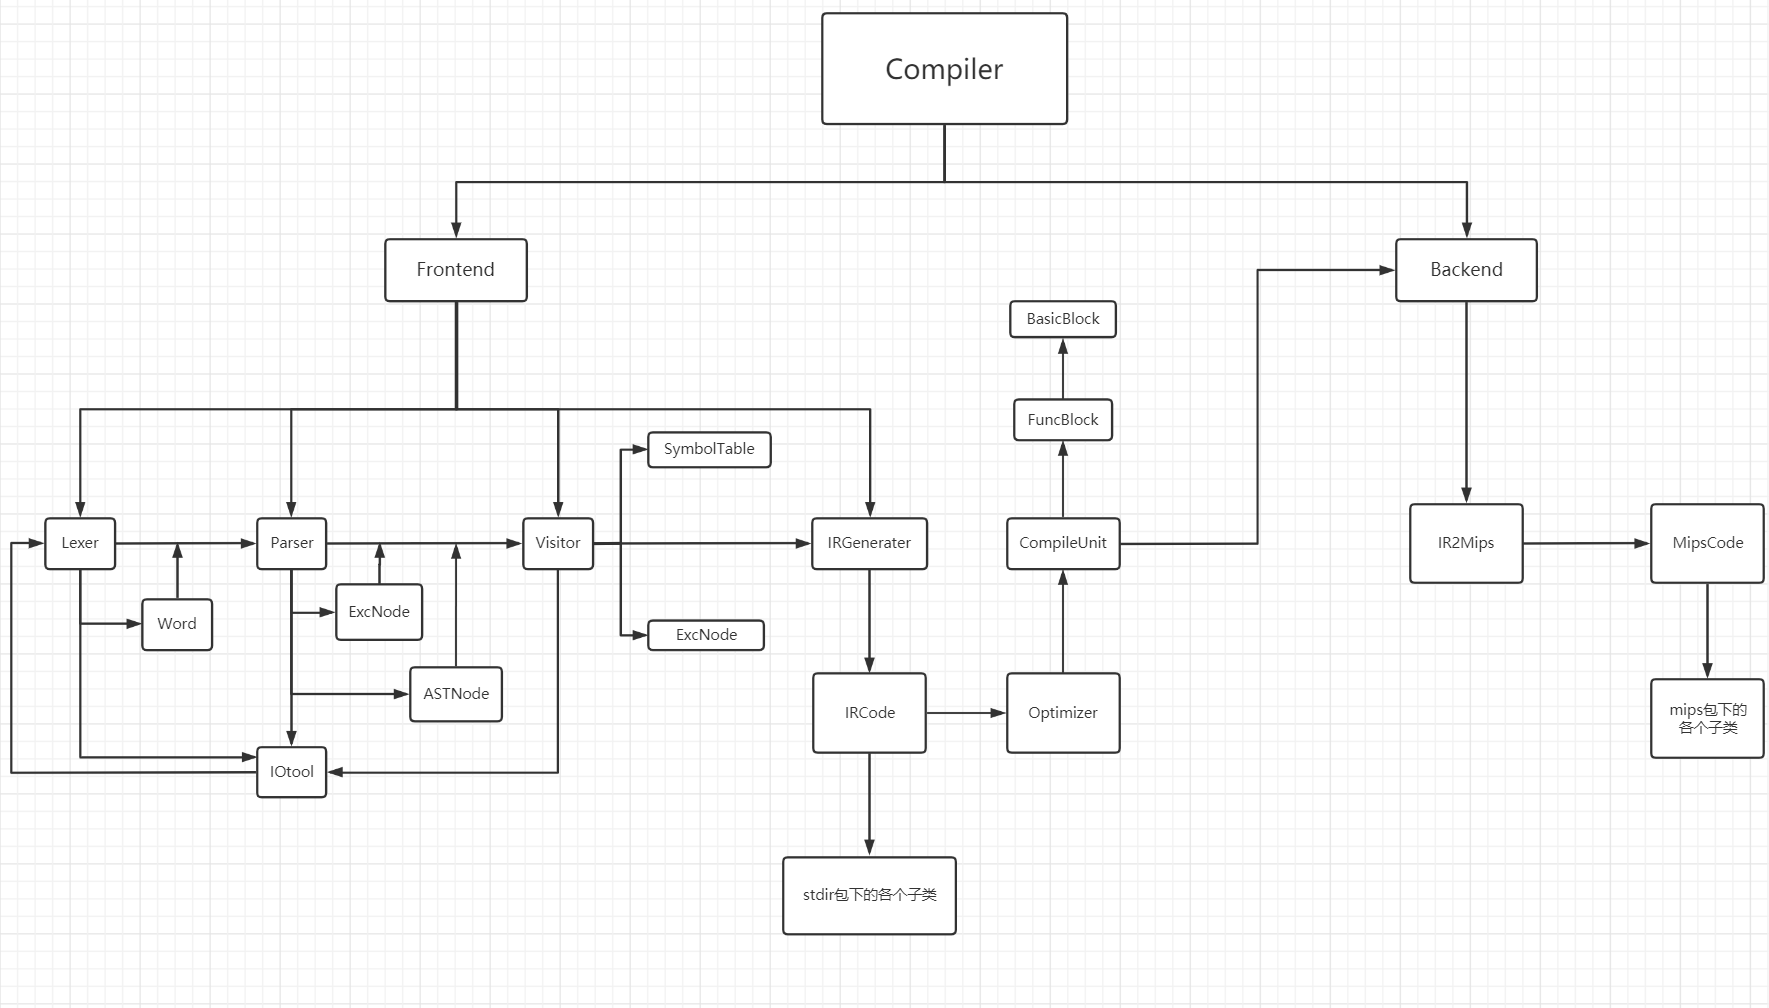 Compiler
Frontend
Backend
BasicBlock
FuncBlock
SymbolTable
Lexer
Parser
Visitor
IRGenerater
CompileUnit
IR2Mips
MipsCode
Word
ExcNode
ExcNode
ASTNode
IRCode
Optimizer
mips包下的
各个子类
IOtool
stdir包下的各个子类